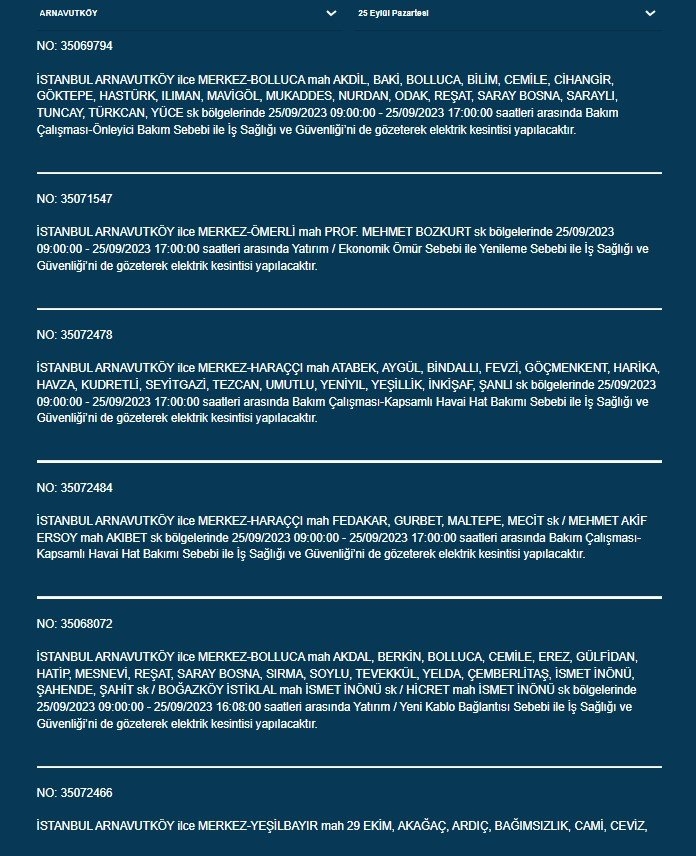 ARNAVUTKÖY
25 Eylül Pazartesi
NO: 35069794
İSTANBUL ARNAVUTKÖY ilce MERKEZ-BOLLUCA mah AKDİL, BAKİ, BOLLUCA, BİLİM, CEMİLE, CİHANGİR,
GÖKTEPE, HASTÜRK, ILIMAN, MAVİGÖL, MUKADDES, NURDAN, ODAK, REŞAT, SARAY BOSNA, SARAYLI,
TUNCAY, TÜRKCAN, YÜCE sk bölgelerinde 25/09/2023 09:00:00 - 25/09/2023 17:00:00 saatleri arasında Bakım
Çalışması-Önleyici Bakım Sebebi ile İş Sağlığı ve Güvenliği'ni de gözeterek elektrik kesintisi yapılacaktır.
NO: 35071547
İSTANBUL ARNAVUTKÖY ilce MERKEZ-ÖMERLİ mah PROF. MEHMET BOZKURT sk bölgelerinde 25/09/2023
09:00:00 - 25/09/2023 17:00:00 saatleri arasında Yatırım / Ekonomik Ömür Sebebi ile Yenileme Sebebi ile İş Sağlığı ve
Güvenliği'ni de gözeterek elektrik kesintisi yapılacaktır.
NO: 35072478
İSTANBUL ARNAVUTKÖY ilce MERKEZ-HARAÇÇI mah ATABEK, AYGÜL, BİNDALLI, FEVZİ, GÖÇMENKENT, HARİKA,
HAVZA, KUDRETLİ, SEYİTGAZİ, TEZCAN, UMUTLU, YENİYIL, YEŞİLLİK, İNKİŞAF, ŞANLI sk bölgelerinde 25/09/2023
09:00:00 - 25/09/2023 17:00:00 saatleri arasında Bakım Çalışması-Kapsamlı Havai Hat Bakımı Sebebi ile İş Sağlığı ve
Güvenliği'ni de gözeterek elektrik kesintisi yapılacaktır.
NO: 35072484
İSTANBUL ARNAVUTKÖY ilce MERKEZ-HARAÇÇI mah FEDAKAR, GURBET, MALTEPE, MECİT sk / MEHMET AKİF
ERSOY mah AKIBET sk bölgelerinde 25/09/2023 09:00:00 - 25/09/2023 17:00:00 saatleri arasında Bakım Çalışması-
Kapsamlı Havai Hat Bakımı Sebebi ile İş Sağlığı ve Güvenliği'ni de gözeterek elektrik kesintisi yapılacaktır.
NO: 35068072
İSTANBUL ARNAVUTKÖY ilce MERKEZ-BOLLUCA mah AKDAL, BERKİN, BOLLUCA, CEMİLE, EREZ, GÜLFİDAN,
HATİP, MESNEVİ, REŞAT, SARAY BOSNA, SIRMA, SOYLU, TEVEKKÜL, YELDA, ÇEMBERLİTAŞ, İSMET İNÖNÜ,
ŞAHENDE, ŞAHİT sk / BOĞAZKÖY İSTİKLAL mah İSMET İNÖNÜ sk / HİCRET mah İSMET İNÖNÜ sk bölgelerinde
25/09/2023 09:00:00 - 25/09/2023 16:08:00 saatleri arasında Yatırım / Yeni Kablo Bağlantısı Sebebi ile İş Sağlığı ve
Güvenliği'ni de gözeterek elektrik kesintisi yapılacaktır.
NO: 35072466
İSTANBUL ARNAVUTKÖY ilce MERKEZ-YEŞİLBAYIR mah 29 EKİM, AKAĞAÇ, ARDIÇ, BAĞIMSIZLIK, CAMİ, CEVİZ,